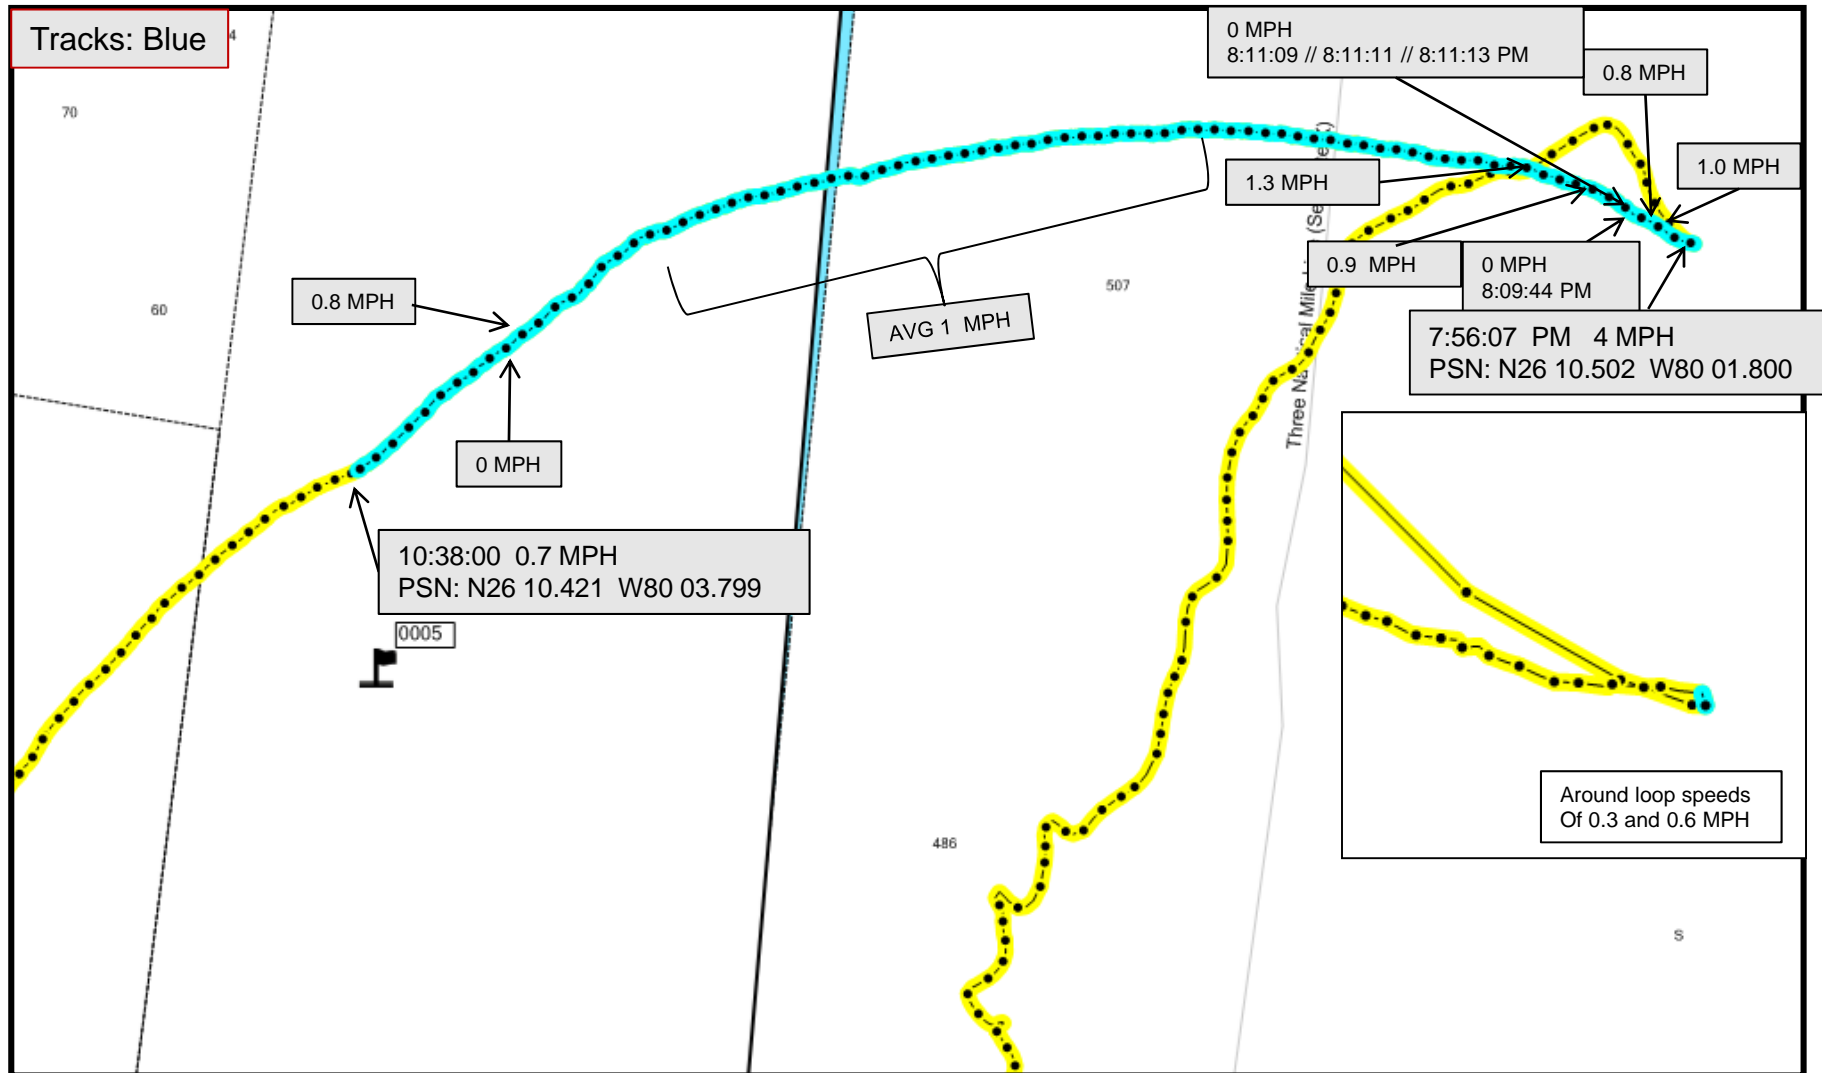 Tracks: Blue
4
70
60
0 MPH
8:11:09 // 8:11:11 // 8:11:13 PM
0.8 MPH
1.0 MPH
1.3 MPH
0.9 MPH
0 MPH
8:09:44 PM
7:56:07 PM 4 MPH
PSN: N26 10.502 W80 01.800
507
0.8 MPH
AVG 1 MPH
0 MPH
10:38:00 0.7 MPH
PSN: N26 10.421 W80 03.799
0005
Three
486
S
Around loop speeds
Of 0.3 and 0.6 MPH